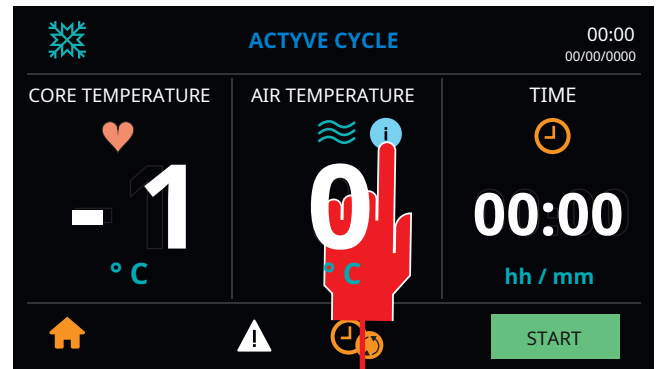 ACTYVE CYCLE
00:00
00/00/0000
CORE TEMPERATURE
AIR TEMPERATURE
TIME
i
-1
0
00:00
° C
° C
hh / mm
START